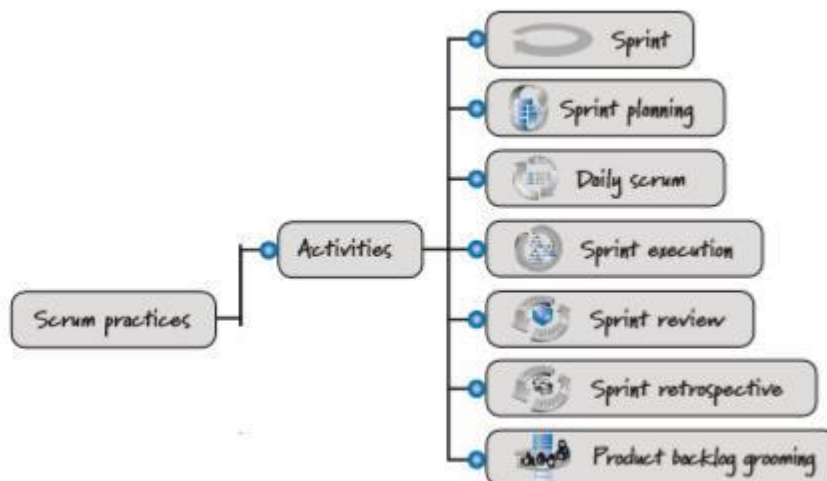 Sprint
Sprint planning
Daily scrum
Sprint execution
Sprint review
Sprint retrospective
Product backlog grooming
Activities
Scrum practices